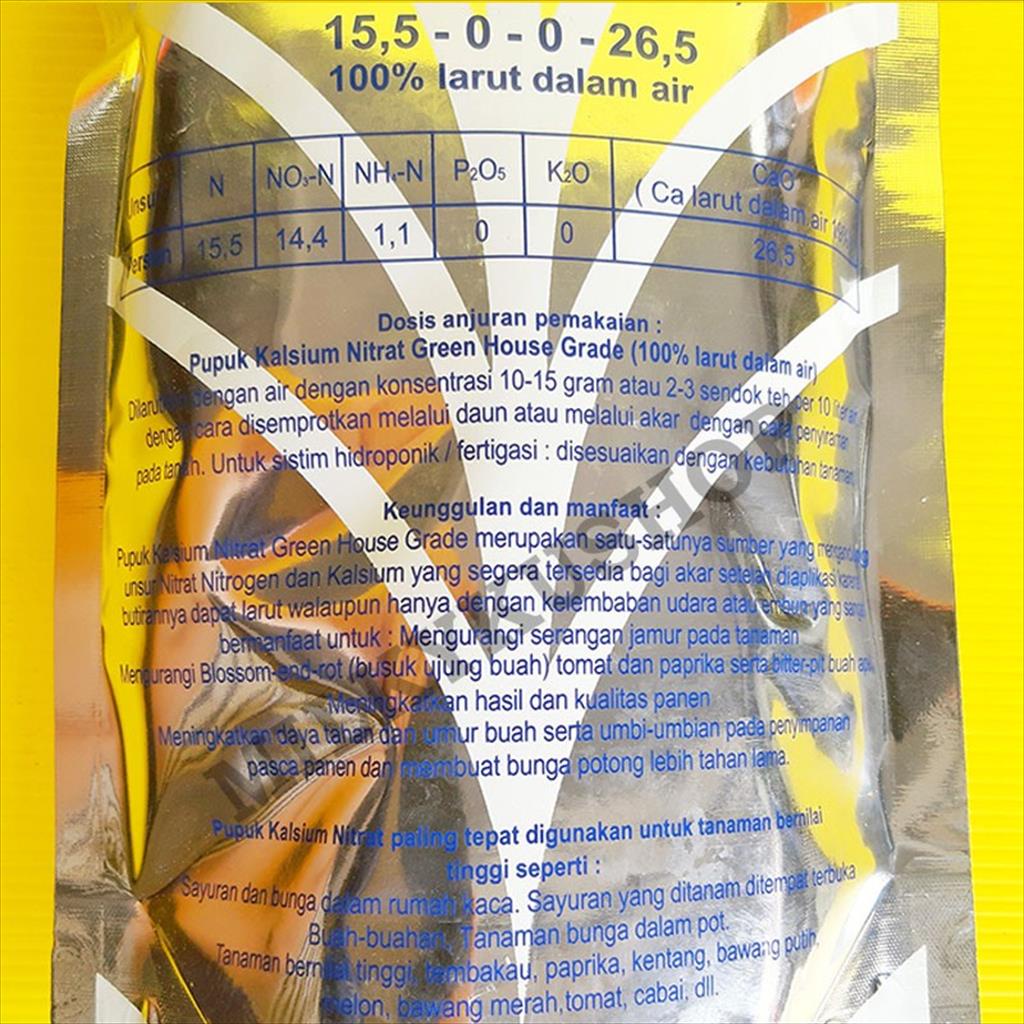 15,5 - 0 - 0 - 26,5
100% larut dalam air
Unsur N NO₃-N NH₄-N P₂O₅ K₂O CaO
( Ca larut dalam air 100%
15,5 14,4 1,1 0 0 26,5
Dosis anjuran pemakaian :
Pupuk Kalsium Nitrat Green House Grade (100% larut dalam air)
Dilarutkan dengan air dengan konsentrasi 10-15 gram atau 2-3 sendok teh per 10 liter air,
dengan cara disemprotkan melalui daun atau melalui akar dengan cara penyiraman
pada tanah. Untuk sistim hidroponik / fertigasi : disesuaikan dengan kebutuhan tanaman
Keunggulan dan manfaat :
Pupuk Kalsium Nitrat Green House Grade merupakan satu-satunya sumber yang mengandung
unsur Nitrat Nitrogen dan Kalsium yang segera tersedia bagi akar setelah diaplikasi karena
butirannya dapat larut walaupun hanya dengan kelembaban udara atau embun yang sangat
bermanfaat untuk : Mengurangi serangan jamur pada tanaman
Mengurangi Blossom-end-rot (busuk ujung buah) tomat dan paprika serta bitter-pit buah apel
Meningkatkan hasil dan kualitas panen
Meningkatkan daya tahan dan umur buah serta umbi-umbian pada penyimpanan
pasca panen dan membuat bunga potong lebih tahan lama.
Pupuk Kalsium Nitrat paling tepat digunakan untuk tanaman bernilai
tinggi seperti :
Sayuran dan bunga dalam rumah kaca. Sayuran yang ditanam ditempat terbuka
Buah-buahan, Tanaman bunga dalam pot.
Tanaman bernilai tinggi, tembakau, paprika, kentang, bawang putih,
melon, bawang merah,tomat, cabai, dll.